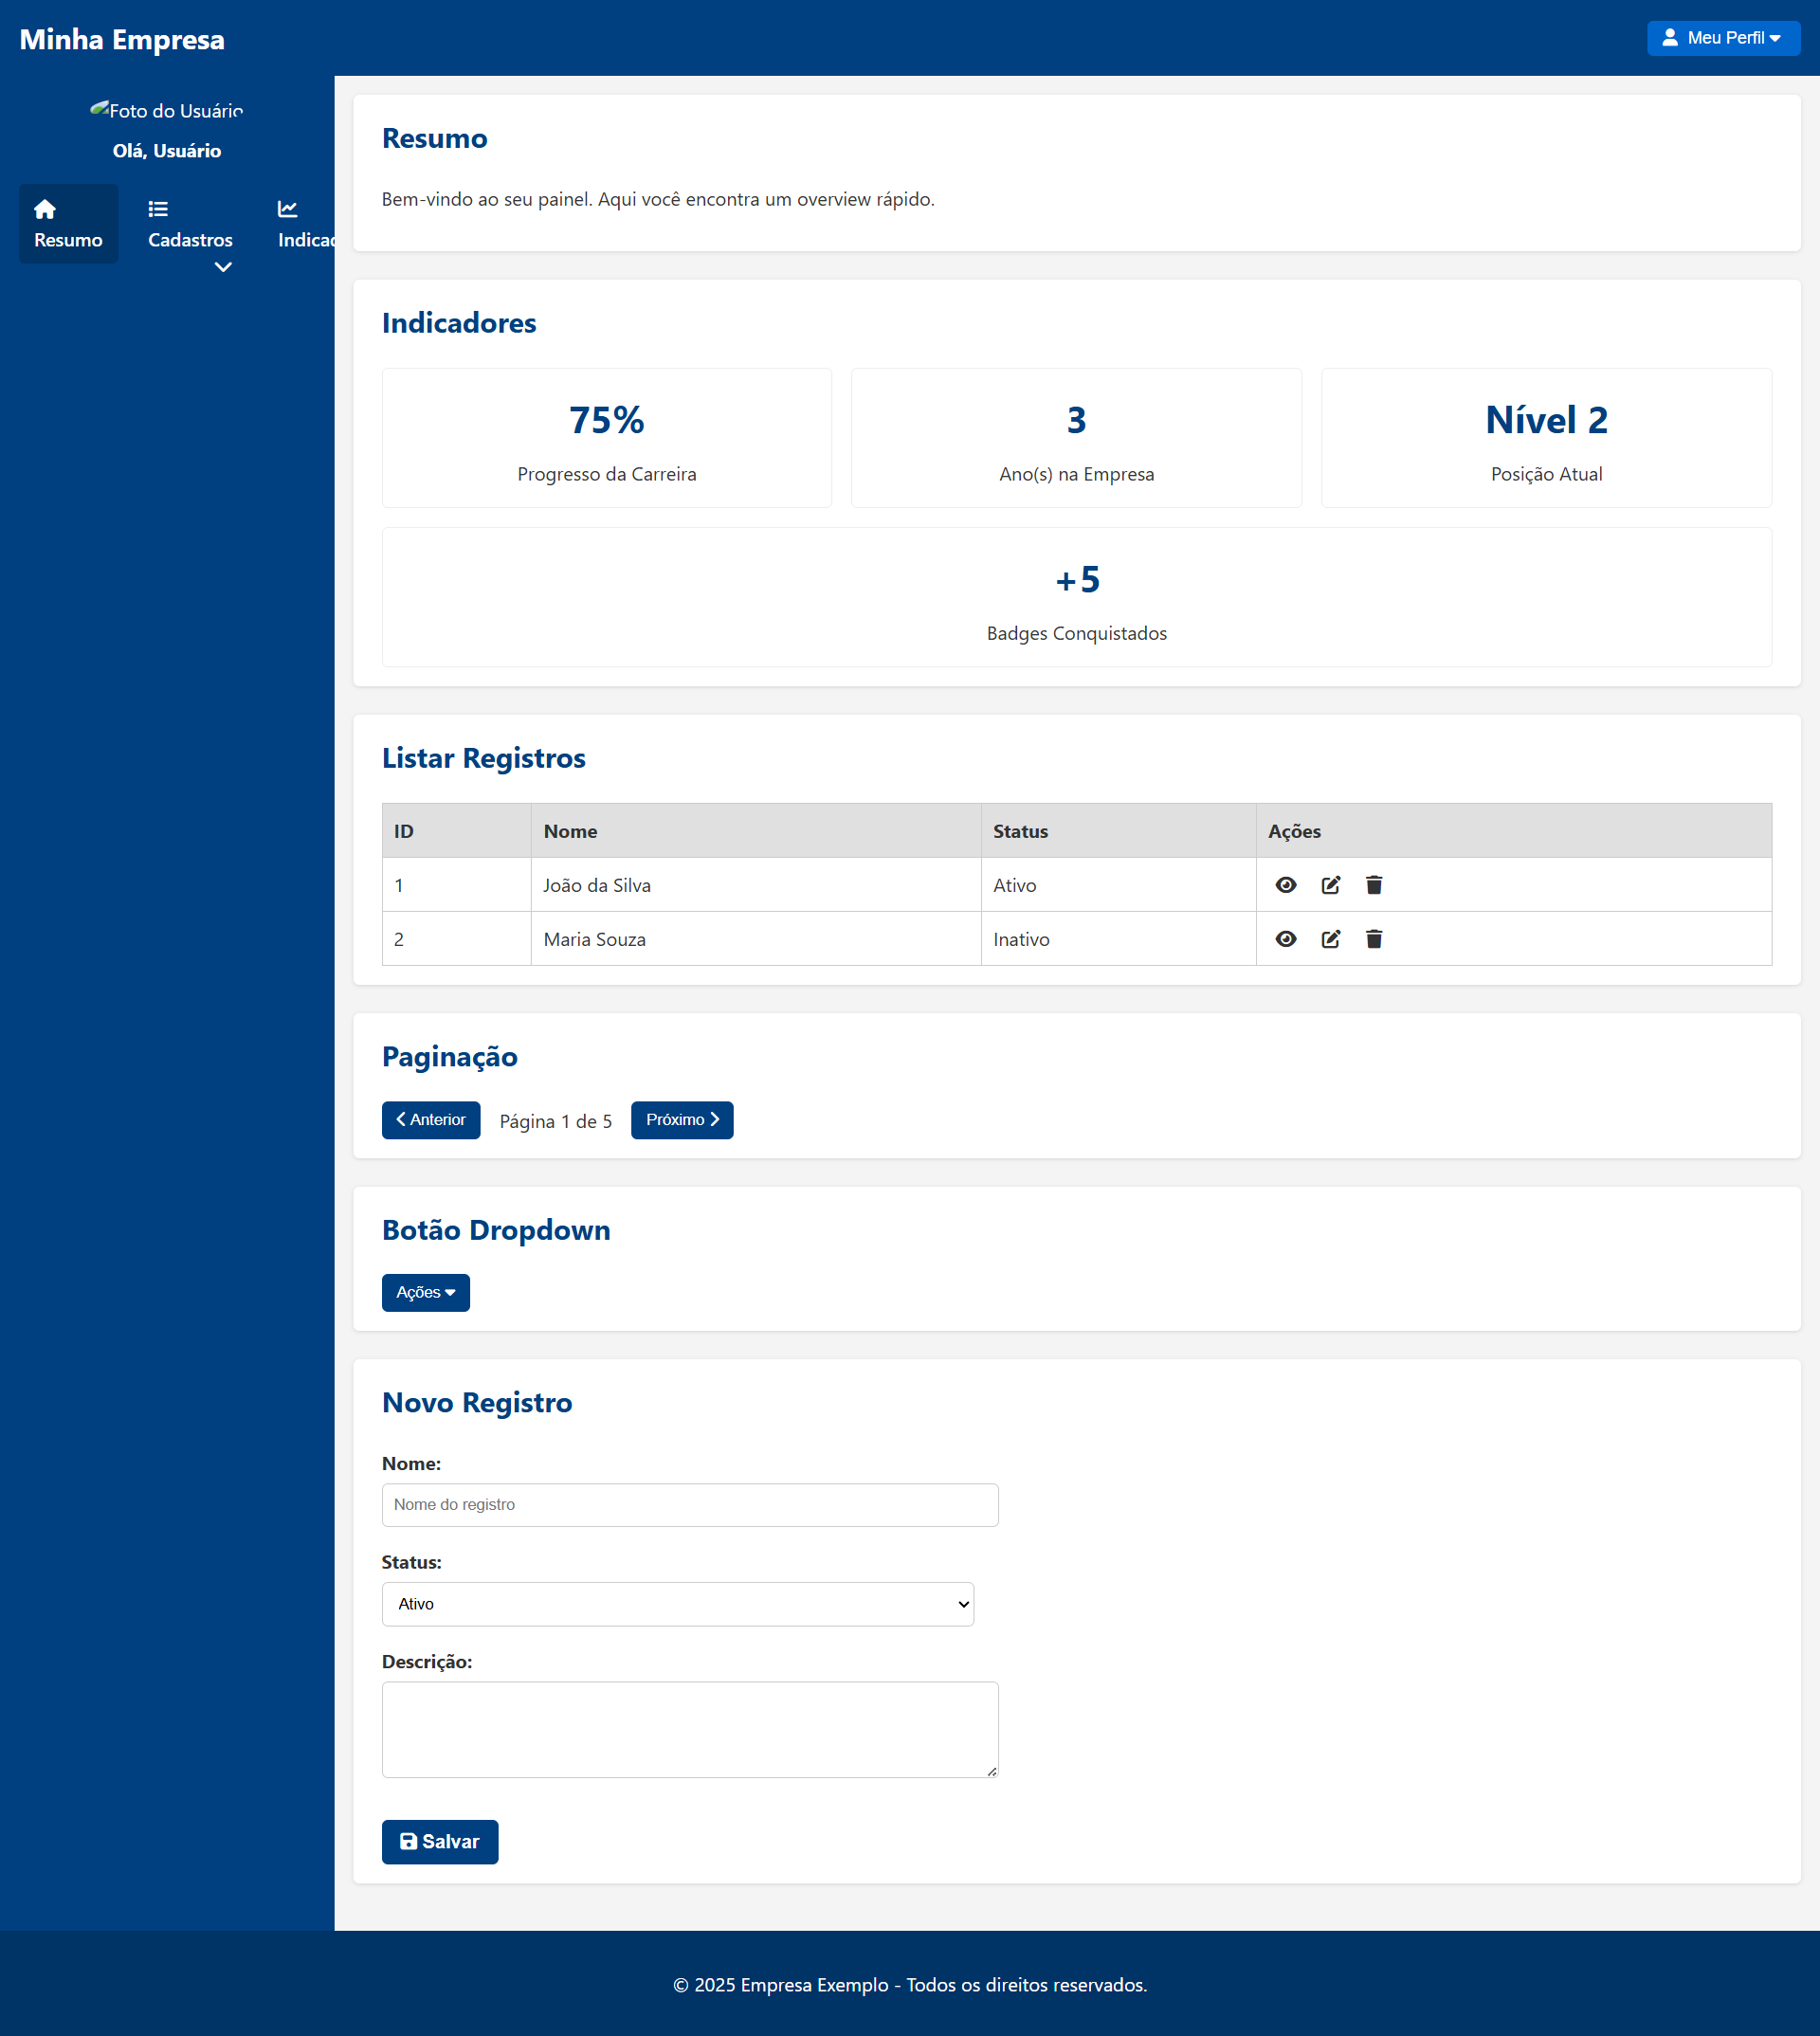 Minha Empresa
Meu Perfil
Foto do Usuário
Olá, Usuário
Resumo
Cadastros
Indicad
Resumo
Bem-vindo ao seu painel. Aqui você encontra um overview rápido.
Indicadores
75%
Progresso da Carreira
3
Ano(s) na Empresa
Nível 2
Posição Atual
+5
Badges Conquistados
Listar Registros
ID Nome Status Ações
1 João da Silva Ativo
2 Maria Souza Inativo
Paginação
Anterior Página 1 de 5 Próximo
Botão Dropdown
Ações
Novo Registro
Nome:
Nome do registro
Status:
Ativo
Descrição:
Salvar
© 2025 Empresa Exemplo - Todos os direitos reservados.